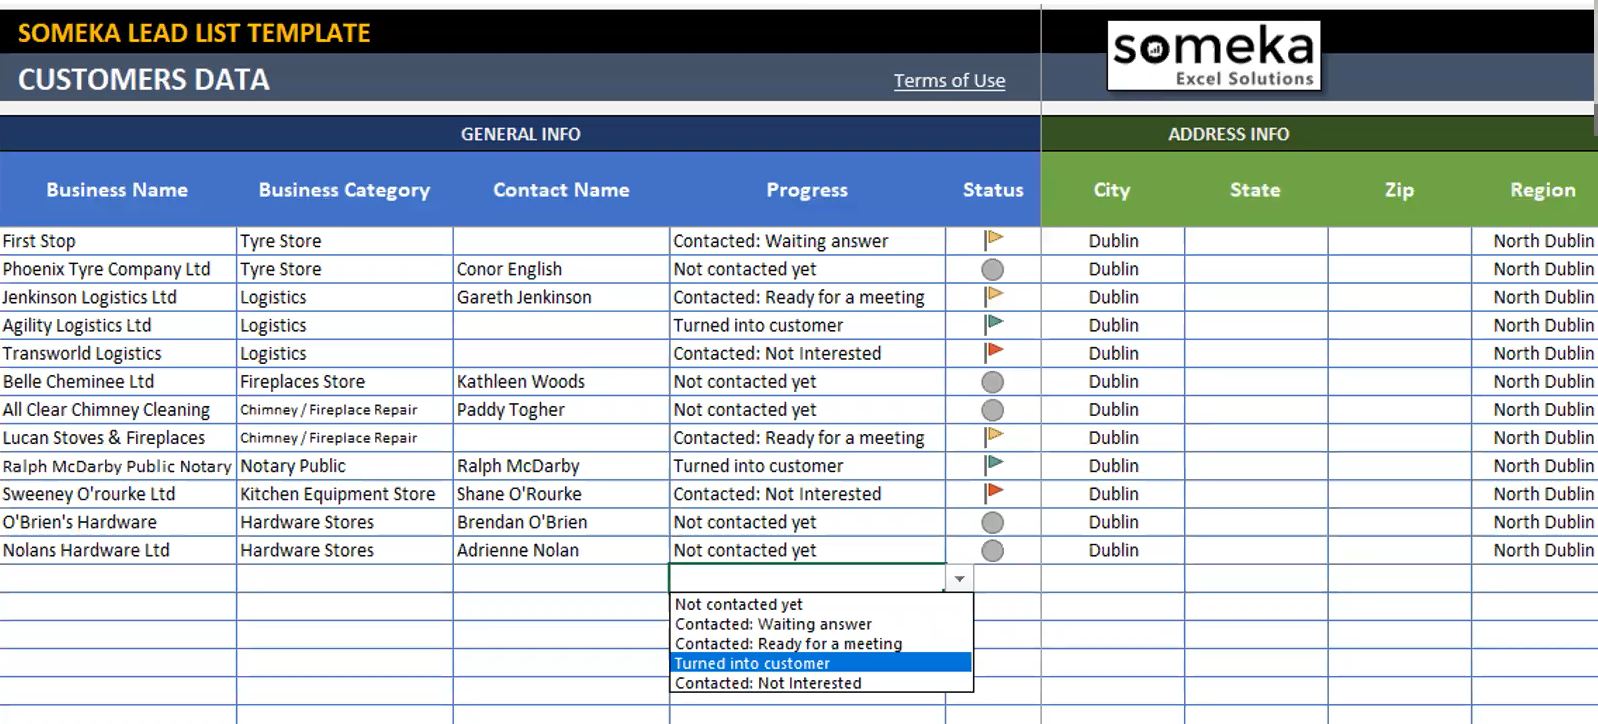 SOMEKA LEAD LIST TEMPLATE
someka
Excel Solutions
CUSTOMERS DATA Terms of Use
GENERAL INFO ADDRESS INFO
Business Name Business Category Contact Name Progress Status City State Zip Region
First Stop Tyre Store Contacted: Waiting answer Dublin North Dublin
Phoenix Tyre Company Ltd Tyre Store Conor English Not contacted yet Dublin North Dublin
Jenkinson Logistics Ltd Logistics Gareth Jenkinson Contacted: Ready for a meeting Dublin North Dublin
Agility Logistics Ltd Logistics Turned into customer Dublin North Dublin
Transworld Logistics Logistics Contacted: Not Interested Dublin North Dublin
Belle Cheminee Ltd Fireplaces Store Kathleen Woods Not contacted yet Dublin North Dublin
All Clear Chimney Cleaning Chimney / Fireplace Repair Paddy Togher Not contacted yet Dublin North Dublin
Lucan Stoves & Fireplaces Chimney / Fireplace Repair Contacted: Ready for a meeting Dublin North Dublin
Ralph McDarby Public Notary Notary Public Ralph McDarby Turned into customer Dublin North Dublin
Sweeney O'rourke Ltd Kitchen Equipment Store Shane O'Rourke Contacted: Not Interested Dublin North Dublin
O'Brien's Hardware Hardware Stores Brendan O'Brien Not contacted yet Dublin North Dublin
Nolans Hardware Ltd Hardware Stores Adrienne Nolan Not contacted yet Dublin North Dublin
Not contacted yet
Contacted: Waiting answer
Contacted: Ready for a meeting
Turned into customer
Contacted: Not Interested